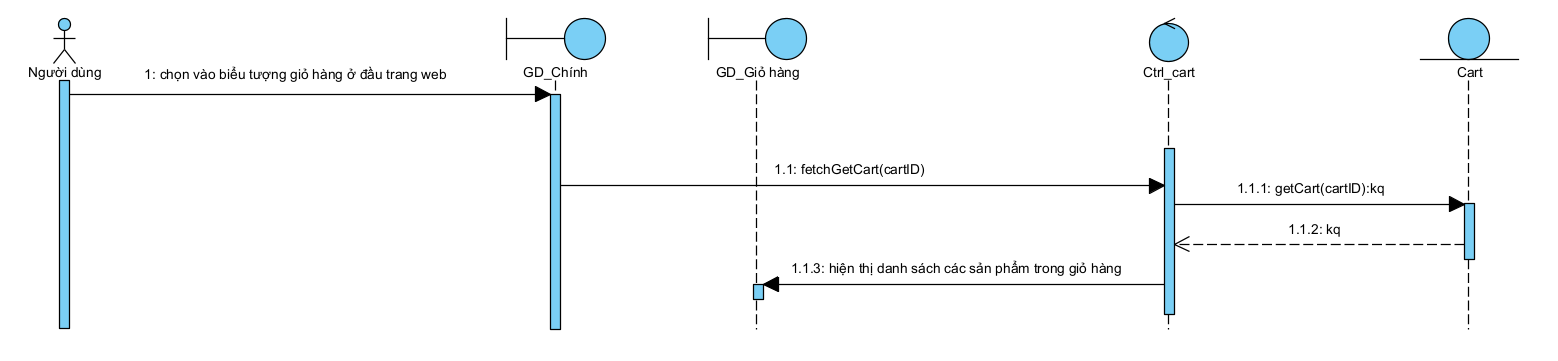 Người dùng
GD_Chính
GD_Giỏ hàng
Ctrl_cart
Cart
1: chọn vào biểu tượng giỏ hàng ở đầu trang web
1.1: fetchGetCart(cartID)
1.1.1: getCart(cartID):kq
1.1.2: kq
1.1.3: hiện thị danh sách các sản phẩm trong giỏ hàng